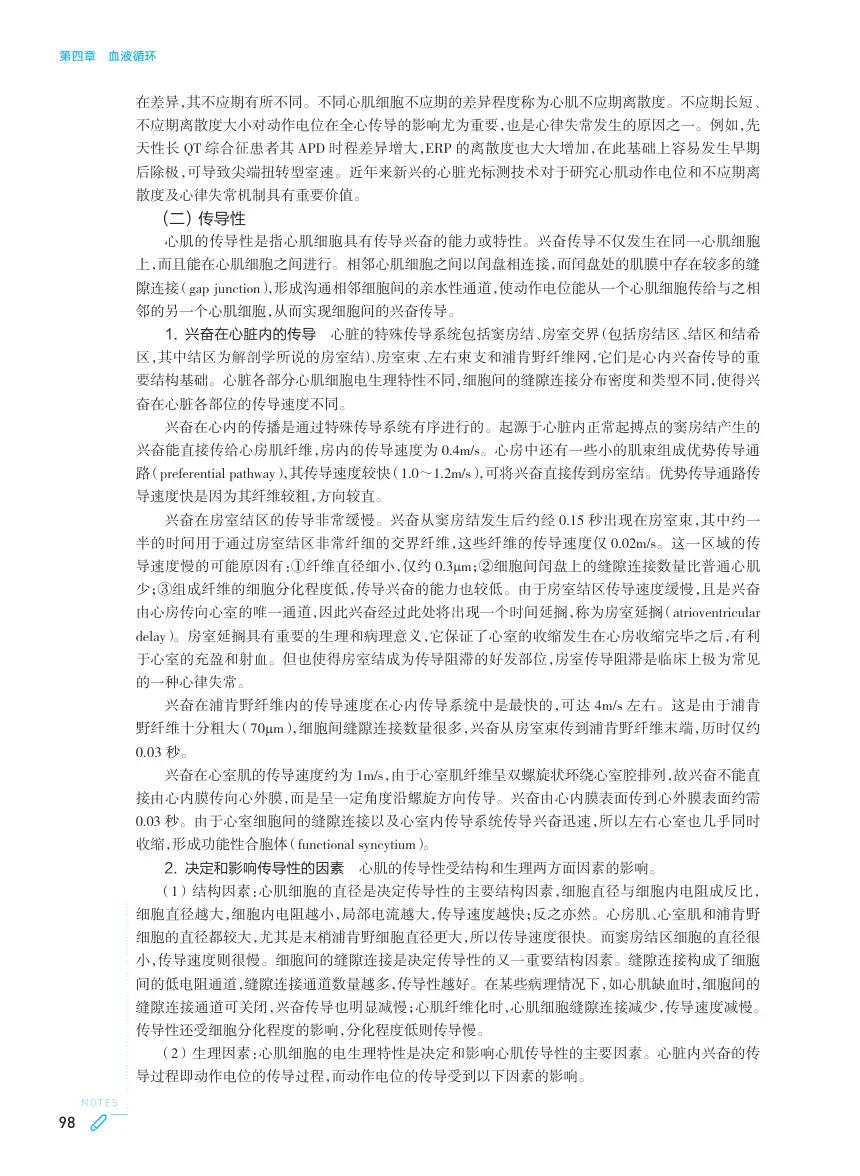 第四章 血液循环
在差异,其不应期有所不同。不同心肌细胞不应期的差异程度称为心肌不应期离散度。不应期长短、
不应期离散度大小对动作电位在全心传导的影响尤为重要,也是心律失常发生的原因之一。例如,先
天性长 QT 综合征患者其 APD 时程差异增大,ERP 的离散度也大大增加,在此基础上容易发生早期
后除极,可导致尖端扭转型室速。近年来新兴的心脏光标测技术对于研究心肌动作电位和不应期离
散度及心律失常机制具有重要价值。
(二)传导性
心肌的传导性是指心肌细胞具有传导兴奋的能力或特性。兴奋传导不仅发生在同一心肌细胞
上,而且能在心肌细胞之间进行。相邻心肌细胞之间以闰盘相连接,而闰盘处的肌膜中存在较多的缝
隙连接(gap junction),形成沟通相邻细胞间的亲水性通道,使动作电位能从一个心肌细胞传给与之相
邻的另一个心肌细胞,从而实现细胞间的兴奋传导。
1. 兴奋在心脏内的传导 心脏的特殊传导系统包括窦房结、房室交界(包括房结区、结区和结希
区,其中结区为解剖学所说的房室结)、房室束、左右束支和浦肯野纤维网,它们是心内兴奋传导的重
要结构基础。心脏各部分心肌细胞电生理特性不同,细胞间的缝隙连接分布密度和类型不同,使得兴
奋在心脏各部位的传导速度不同。
兴奋在心内的传播是通过特殊传导系统有序进行的。起源于心脏内正常起搏点的窦房结产生的
兴奋能直接传给心房肌纤维,房内的传导速度为 0.4m/s。心房中还有一些小的肌束组成优势传导通
路(preferential pathway),其传导速度较快(1.0～1.2m/s),可将兴奋直接传到房室结。优势传导通路传
导速度快是因为其纤维较粗,方向较直。
兴奋在房室结区的传导非常缓慢。兴奋从窦房结发生后约经 0.15 秒出现在房室束,其中约一
半的时间用于通过房室结区非常纤细的交界纤维,这些纤维的传导速度仅 0.02m/s。这一区域的传
导速度慢的可能原因有:①纤维直径细小,仅约 0.3μm;②细胞间闰盘上的缝隙连接数量比普通心肌
少;③组成纤维的细胞分化程度低,传导兴奋的能力也较低。由于房室结区传导速度缓慢,且是兴奋
由心房传向心室的唯一通道,因此兴奋经过此处将出现一个时间延搁,称为房室延搁(atrioventricular
delay)。房室延搁具有重要的生理和病理意义,它保证了心室的收缩发生在心房收缩完毕之后,有利
于心室的充盈和射血。但也使得房室结成为传导阻滞的好发部位,房室传导阻滞是临床上极为常见
的一种心律失常。
兴奋在浦肯野纤维内的传导速度在心内传导系统中是最快的,可达 4m/s 左右。这是由于浦肯
野纤维十分粗大(70μm),细胞间缝隙连接数量很多,兴奋从房室束传到浦肯野纤维末端,历时仅约
0.03 秒。
兴奋在心室肌的传导速度约为 1m/s,由于心室肌纤维呈双螺旋状环绕心室腔排列,故兴奋不能直
接由心内膜传向心外膜,而是呈一定角度沿螺旋方向传导。兴奋由心内膜表面传到心外膜表面约需
0.03 秒。由于心室细胞间的缝隙连接以及心室内传导系统传导兴奋迅速,所以左右心室也几乎同时
收缩,形成功能性合胞体(functional syncytium)。
2. 决定和影响传导性的因素 心肌的传导性受结构和生理两方面因素的影响。
(1)结构因素:心肌细胞的直径是决定传导性的主要结构因素,细胞直径与细胞内电阻成反比,
细胞直径越大,细胞内电阻越小,局部电流越大,传导速度越快;反之亦然。心房肌、心室肌和浦肯野
细胞的直径都较大,尤其是末梢浦肯野细胞直径更大,所以传导速度很快。而窦房结区细胞的直径很
小,传导速度则很慢。细胞间的缝隙连接是决定传导性的又一重要结构因素。缝隙连接构成了细胞
间的低电阻通道,缝隙连接通道数量越多,传导性越好。在某些病理情况下,如心肌缺血时,细胞间的
缝隙连接通道可关闭,兴奋传导也明显减慢;心肌纤维化时,心肌细胞缝隙连接减少,传导速度减慢。
传导性还受细胞分化程度的影响,分化程度低则传导慢。
(2)生理因素:心肌细胞的电生理特性是决定和影响心肌传导性的主要因素。心脏内兴奋的传
导过程即动作电位的传导过程,而动作电位的传导受到以下因素的影响。
NOTES
98